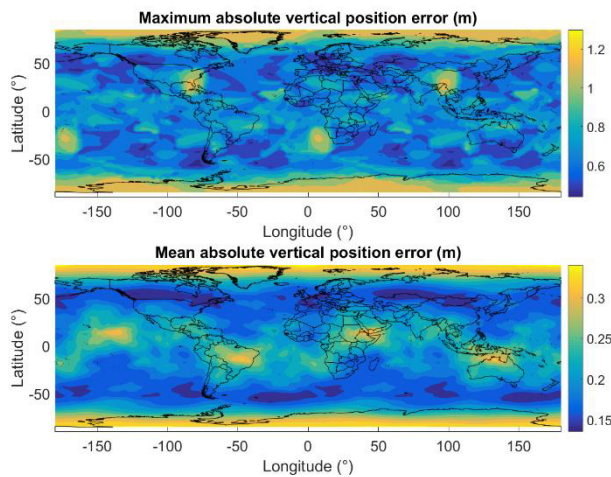 Maximum absolute vertical position error (m)
50
0
-50
Latitude (°)
-150 -100 -50 0 50 100 150
Longitude (°)
1.2
1
0.8
0.6
Mean absolute vertical position error (m)
50
0
-50
Latitude (°)
-150 -100 -50 0 50 100 150
Longitude (°)
0.3
0.25
0.2
0.15